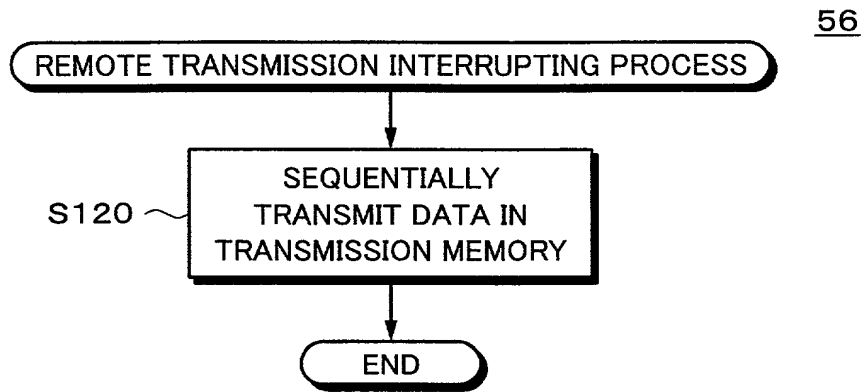 56
REMOTE TRANSMISSION INTERRUPTING PROCESS
S120
SEQUENTIALLY
TRANSMIT DATA IN
TRANSMISSION MEMORY
END